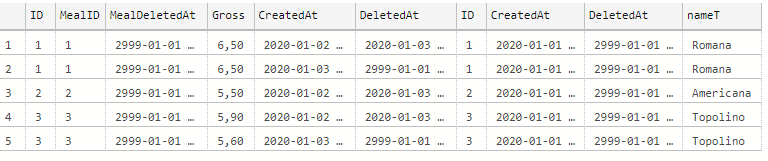 ID MealID MealDeletedAt Gross CreatedAt DeletedAt ID CreatedAt DeletedAt nameT
1 1 1 2999-01-01 … 6,50 2020-01-02 … 2020-01-03 … 1 2020-01-01 … 2999-01-01 … Romana
2 1 1 2999-01-01 … 6,50 2020-01-03 … 2999-01-01 … 1 2020-01-01 … 2999-01-01 … Romana
3 2 2 2999-01-01 … 5,50 2020-01-02 … 2020-01-03 … 2 2020-01-01 … 2999-01-01 … Americana
4 3 3 2999-01-01 … 5,90 2020-01-02 … 2020-01-03 … 3 2020-01-01 … 2999-01-01 … Topolino
5 3 3 2999-01-01 … 5,60 2020-01-03 … 2999-01-01 … 3 2020-01-01 … 2999-01-01 … Topolino